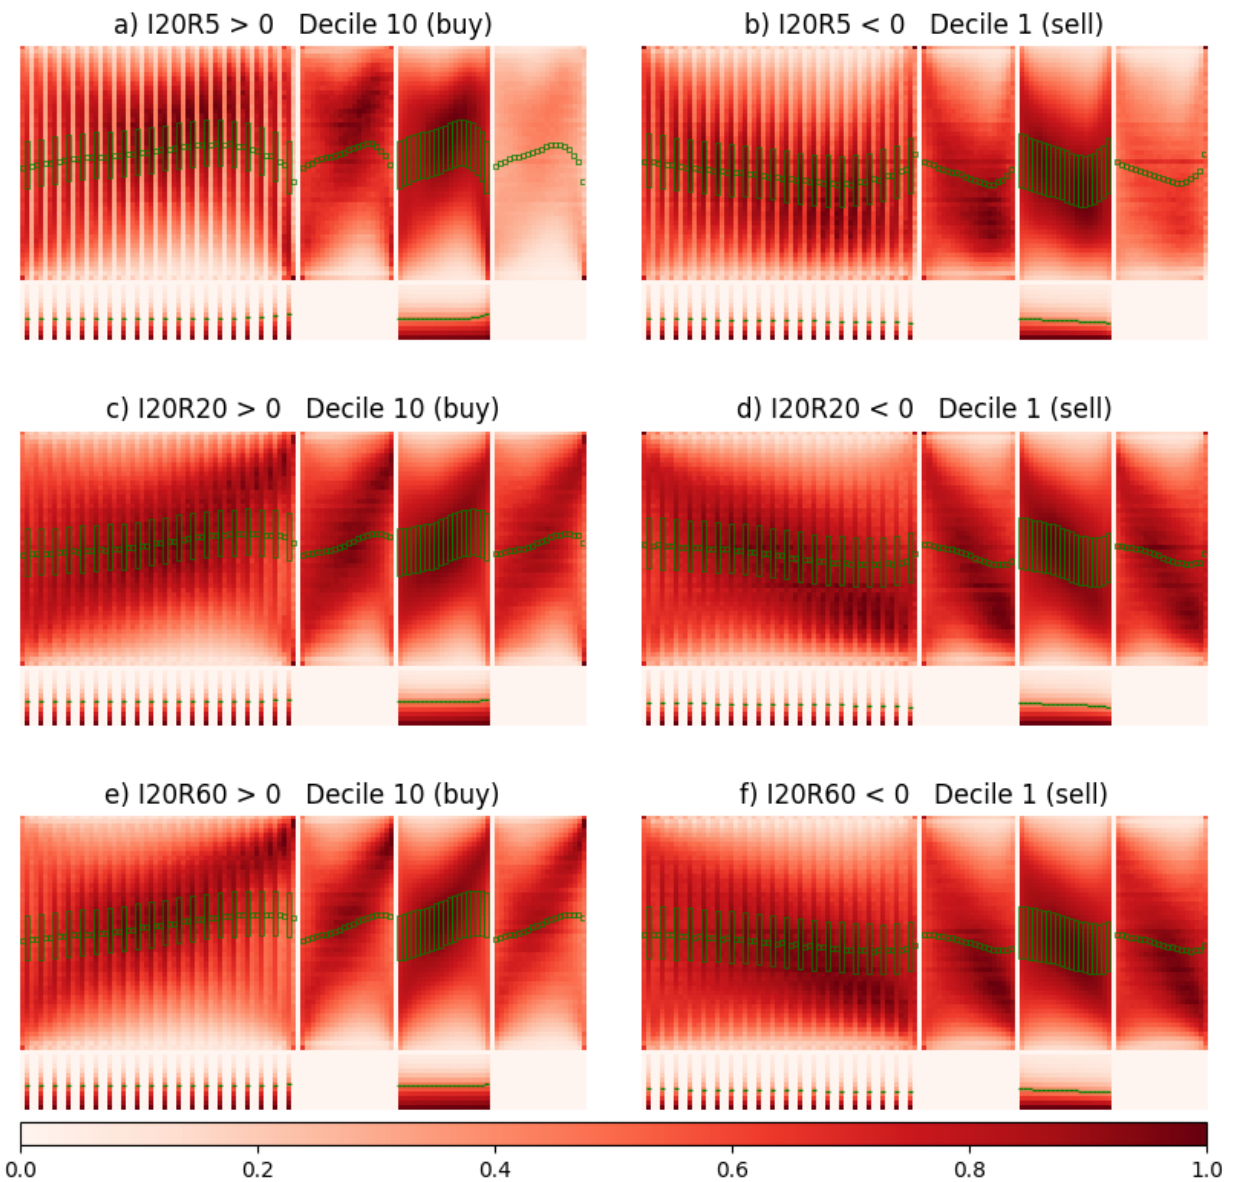 a) I20R5 > 0   Decile 10 (buy)
b) I20R5 < 0   Decile 1 (sell)
c) I20R20 > 0   Decile 10 (buy)
d) I20R20 < 0   Decile 1 (sell)
e) I20R60 > 0   Decile 10 (buy)
f) I20R60 < 0   Decile 1 (sell)
0.0 0.2 0.4 0.6 0.8 1.0